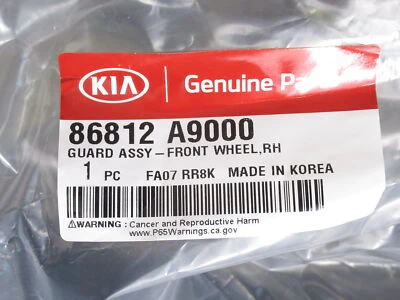 KIA
Genuine Pa
86812 A9000
GUARD ASSY-FRONT WHEEL,RH
1 PC FA07 RR8K MADE IN KOREA
⚠WARNING : Cancer and Reproductive Harm
www.P65Warnings.ca.gov